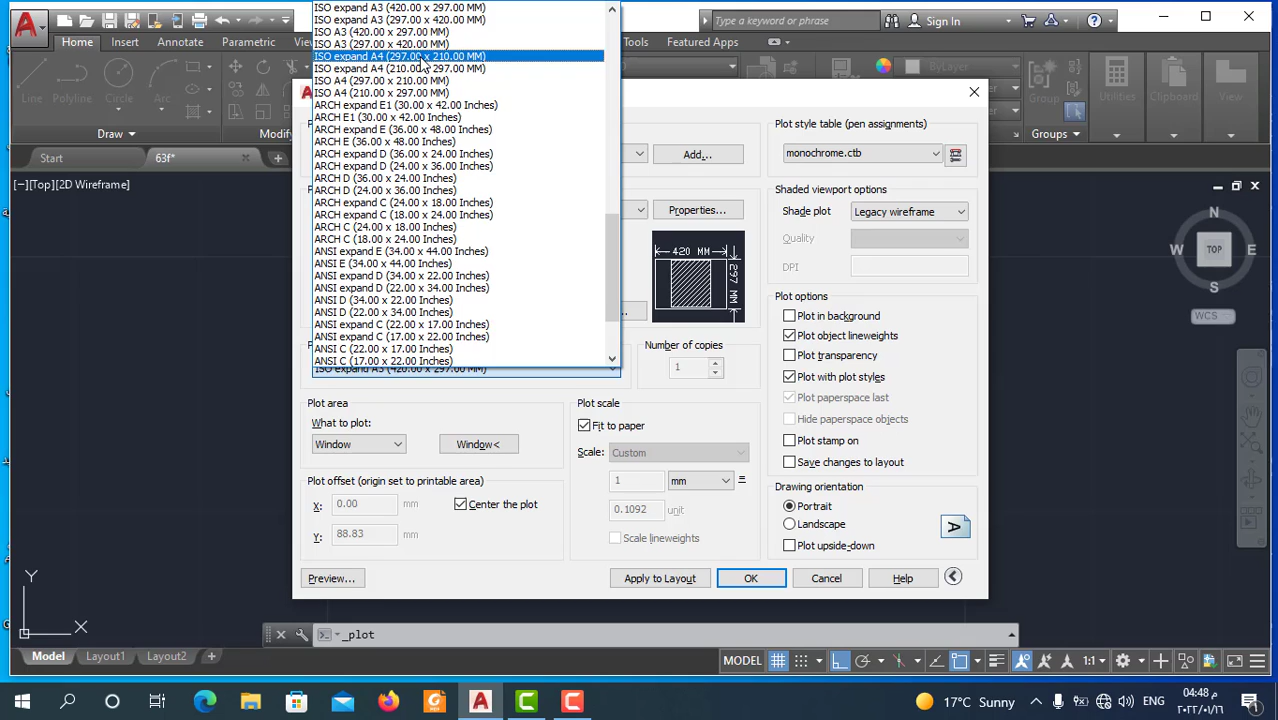 Type a keyword or phrase
Sign In
Home
Insert
Annotate
Parametric
Tools
Featured Apps
Line
Polyline
Circle
Arc
ByLayer
Groups
Utilities
Clipboard
View
Draw
Groups
Start
63f*
[−][Top][2D Wireframe]
ISO expand A3 (420.00 x 297.00 MM)
ISO expand A3 (297.00 x 420.00 MM)
ISO A3 (420.00 x 297.00 MM)
ISO A3 (297.00 x 420.00 MM)
ISO expand A4 (297.00 x 210.00 MM)
ISO expand A4 (210.00 x 297.00 MM)
ISO A4 (297.00 x 210.00 MM)
ISO A4 (210.00 x 297.00 MM)
ARCH expand E1 (30.00 x 42.00 Inches)
ARCH E1 (30.00 x 42.00 Inches)
ARCH expand E (36.00 x 48.00 Inches)
ARCH E (36.00 x 48.00 Inches)
ARCH expand D (36.00 x 24.00 Inches)
ARCH expand D (24.00 x 36.00 Inches)
ARCH D (36.00 x 24.00 Inches)
ARCH D (24.00 x 36.00 Inches)
ARCH expand C (24.00 x 18.00 Inches)
ARCH expand C (18.00 x 24.00 Inches)
ARCH C (24.00 x 18.00 Inches)
ARCH C (18.00 x 24.00 Inches)
ANSI expand E (34.00 x 44.00 Inches)
ANSI E (34.00 x 44.00 Inches)
ANSI expand D (34.00 x 22.00 Inches)
ANSI expand D (22.00 x 34.00 Inches)
ANSI D (34.00 x 22.00 Inches)
ANSI D (22.00 x 34.00 Inches)
ANSI expand C (22.00 x 17.00 Inches)
ANSI expand C (17.00 x 22.00 Inches)
ANSI C (22.00 x 17.00 Inches)
ANSI C (17.00 x 22.00 Inches)
ISO expand A3 (420.00 x 297.00 MM)
Add...
Properties...
420 MM
297 MM
Number of copies
1
Plot area
What to plot:
Window
Window<
Plot offset (origin set to printable area)
X:
0.00
mm
Center the plot
Y:
88.83
mm
Plot scale
Fit to paper
Scale:
Custom
1
mm
=
0.1092
unit
Scale lineweights
Plot style table (pen assignments)
monochrome.ctb
Shaded viewport options
Shade plot
Legacy wireframe
Quality
DPI
Plot options
Plot in background
Plot object lineweights
Plot transparency
Plot with plot styles
Plot paperspace last
Hide paperspace objects
Plot stamp on
Save changes to layout
Drawing orientation
Portrait
Landscape
Plot upside-down
A
Preview...
Apply to Layout
OK
Cancel
Help
N
W
TOP
E
S
WCS
Y
X
_plot
Model
Layout1
Layout2
MODEL
1:1
17°C Sunny
ENG
04:48 م
٢٠٢٢/٠١/٢٦